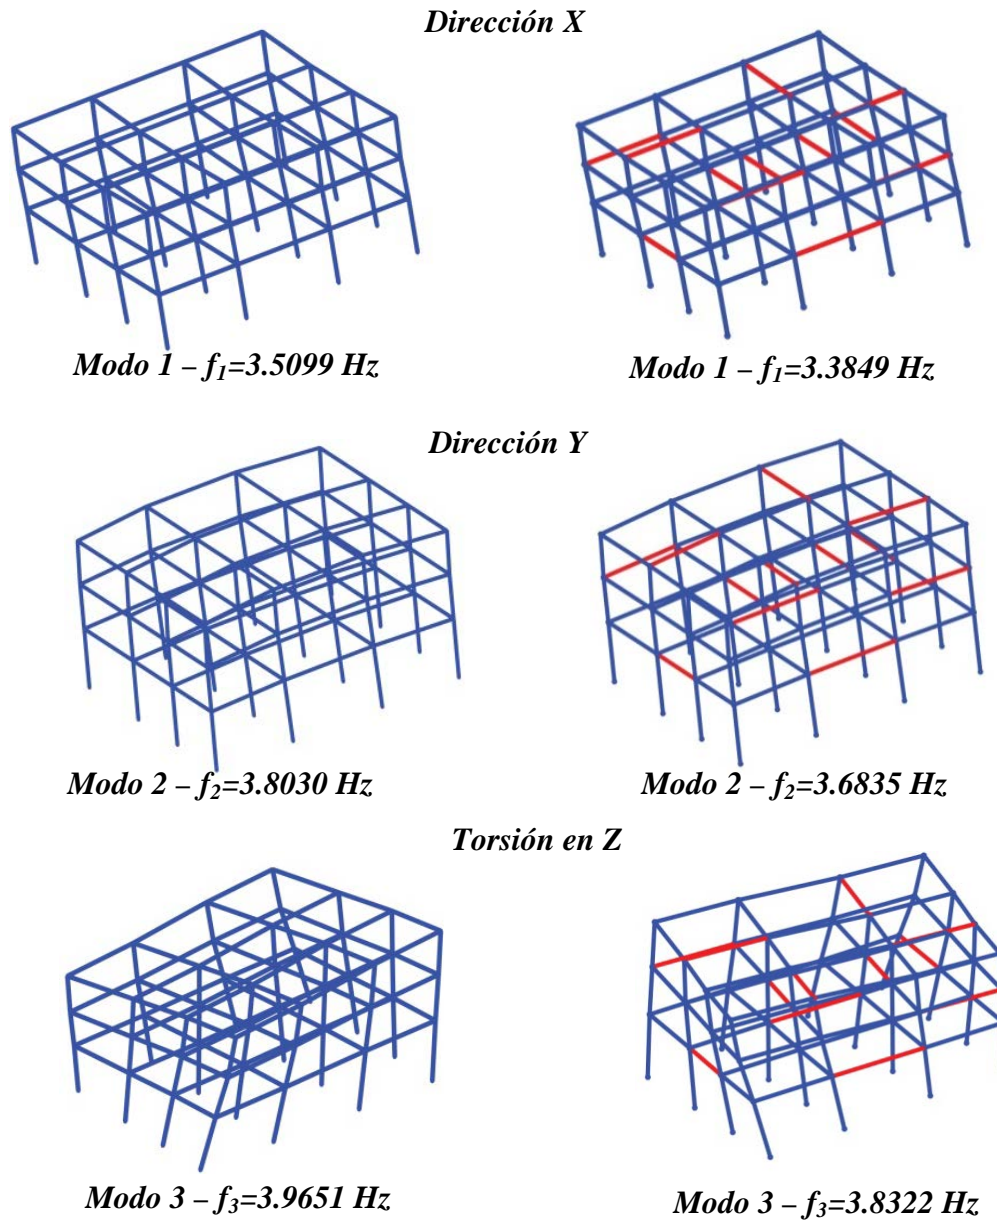 Dirección X
Modo 1 – f1=3.5099 Hz
Modo 1 – f1=3.3849 Hz
Dirección Y
Modo 2 – f2=3.8030 Hz
Modo 2 – f2=3.6835 Hz
Torsión en Z
Modo 3 – f3=3.9651 Hz
Modo 3 – f3=3.8322 Hz